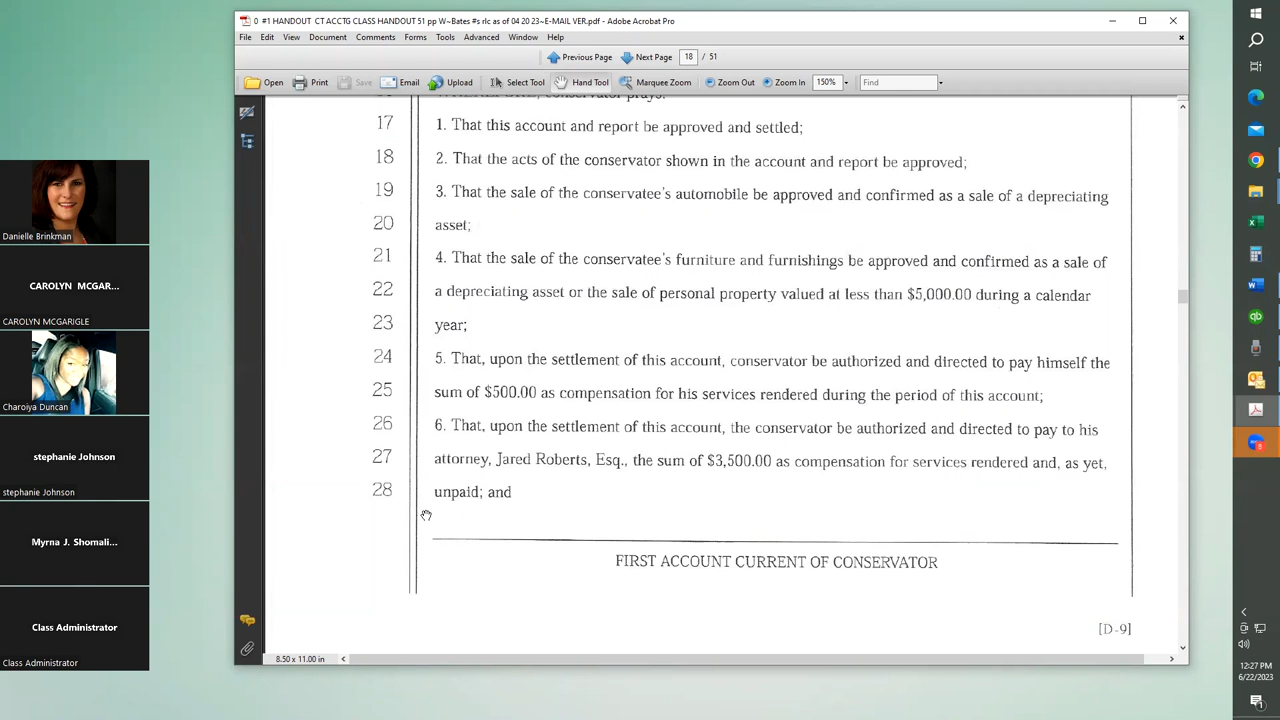 0 #1 HANDOUT CT ACCTG CLASS HANDOUT 51 pp W~Bates #s rlc as of 04 20 23~E-MAIL VER.pdf - Adobe Acrobat Pro
File Edit View Document Comments Forms Tools Advanced Window Help
Previous Page Next Page 18 / 51
Open Print Save Email Upload Select Tool Hand Tool Marquee Zoom Zoom Out Zoom In 150% Find
conservator prays:
17 1. That this account and report be approved and settled;
18 2. That the acts of the conservator shown in the account and report be approved;
19 3. That the sale of the conservatee's automobile be approved and confirmed as a sale of a depreciating
20 asset;
21 4. That the sale of the conservatee's furniture and furnishings be approved and confirmed as a sale of
22 a depreciating asset or the sale of personal property valued at less than $5,000.00 during a calendar
23 year;
24 5. That, upon the settlement of this account, conservator be authorized and directed to pay himself the
25 sum of $500.00 as compensation for his services rendered during the period of this account;
26 6. That, upon the settlement of this account, the conservator be authorized and directed to pay to his
27 attorney, Jared Roberts, Esq., the sum of $3,500.00 as compensation for services rendered and, as yet,
28 unpaid; and
FIRST ACCOUNT CURRENT OF CONSERVATOR
[D-9]
8.50 x 11.00 in
Danielle Brinkman
CAROLYN MCGAR...
CAROLYN MCGARIGLE
Charoiya Duncan
stephanie Johnson
stephanie Johnson
Myrna J. Shomali...
Class Administrator
Class Administrator
12:27 PM
6/22/2023